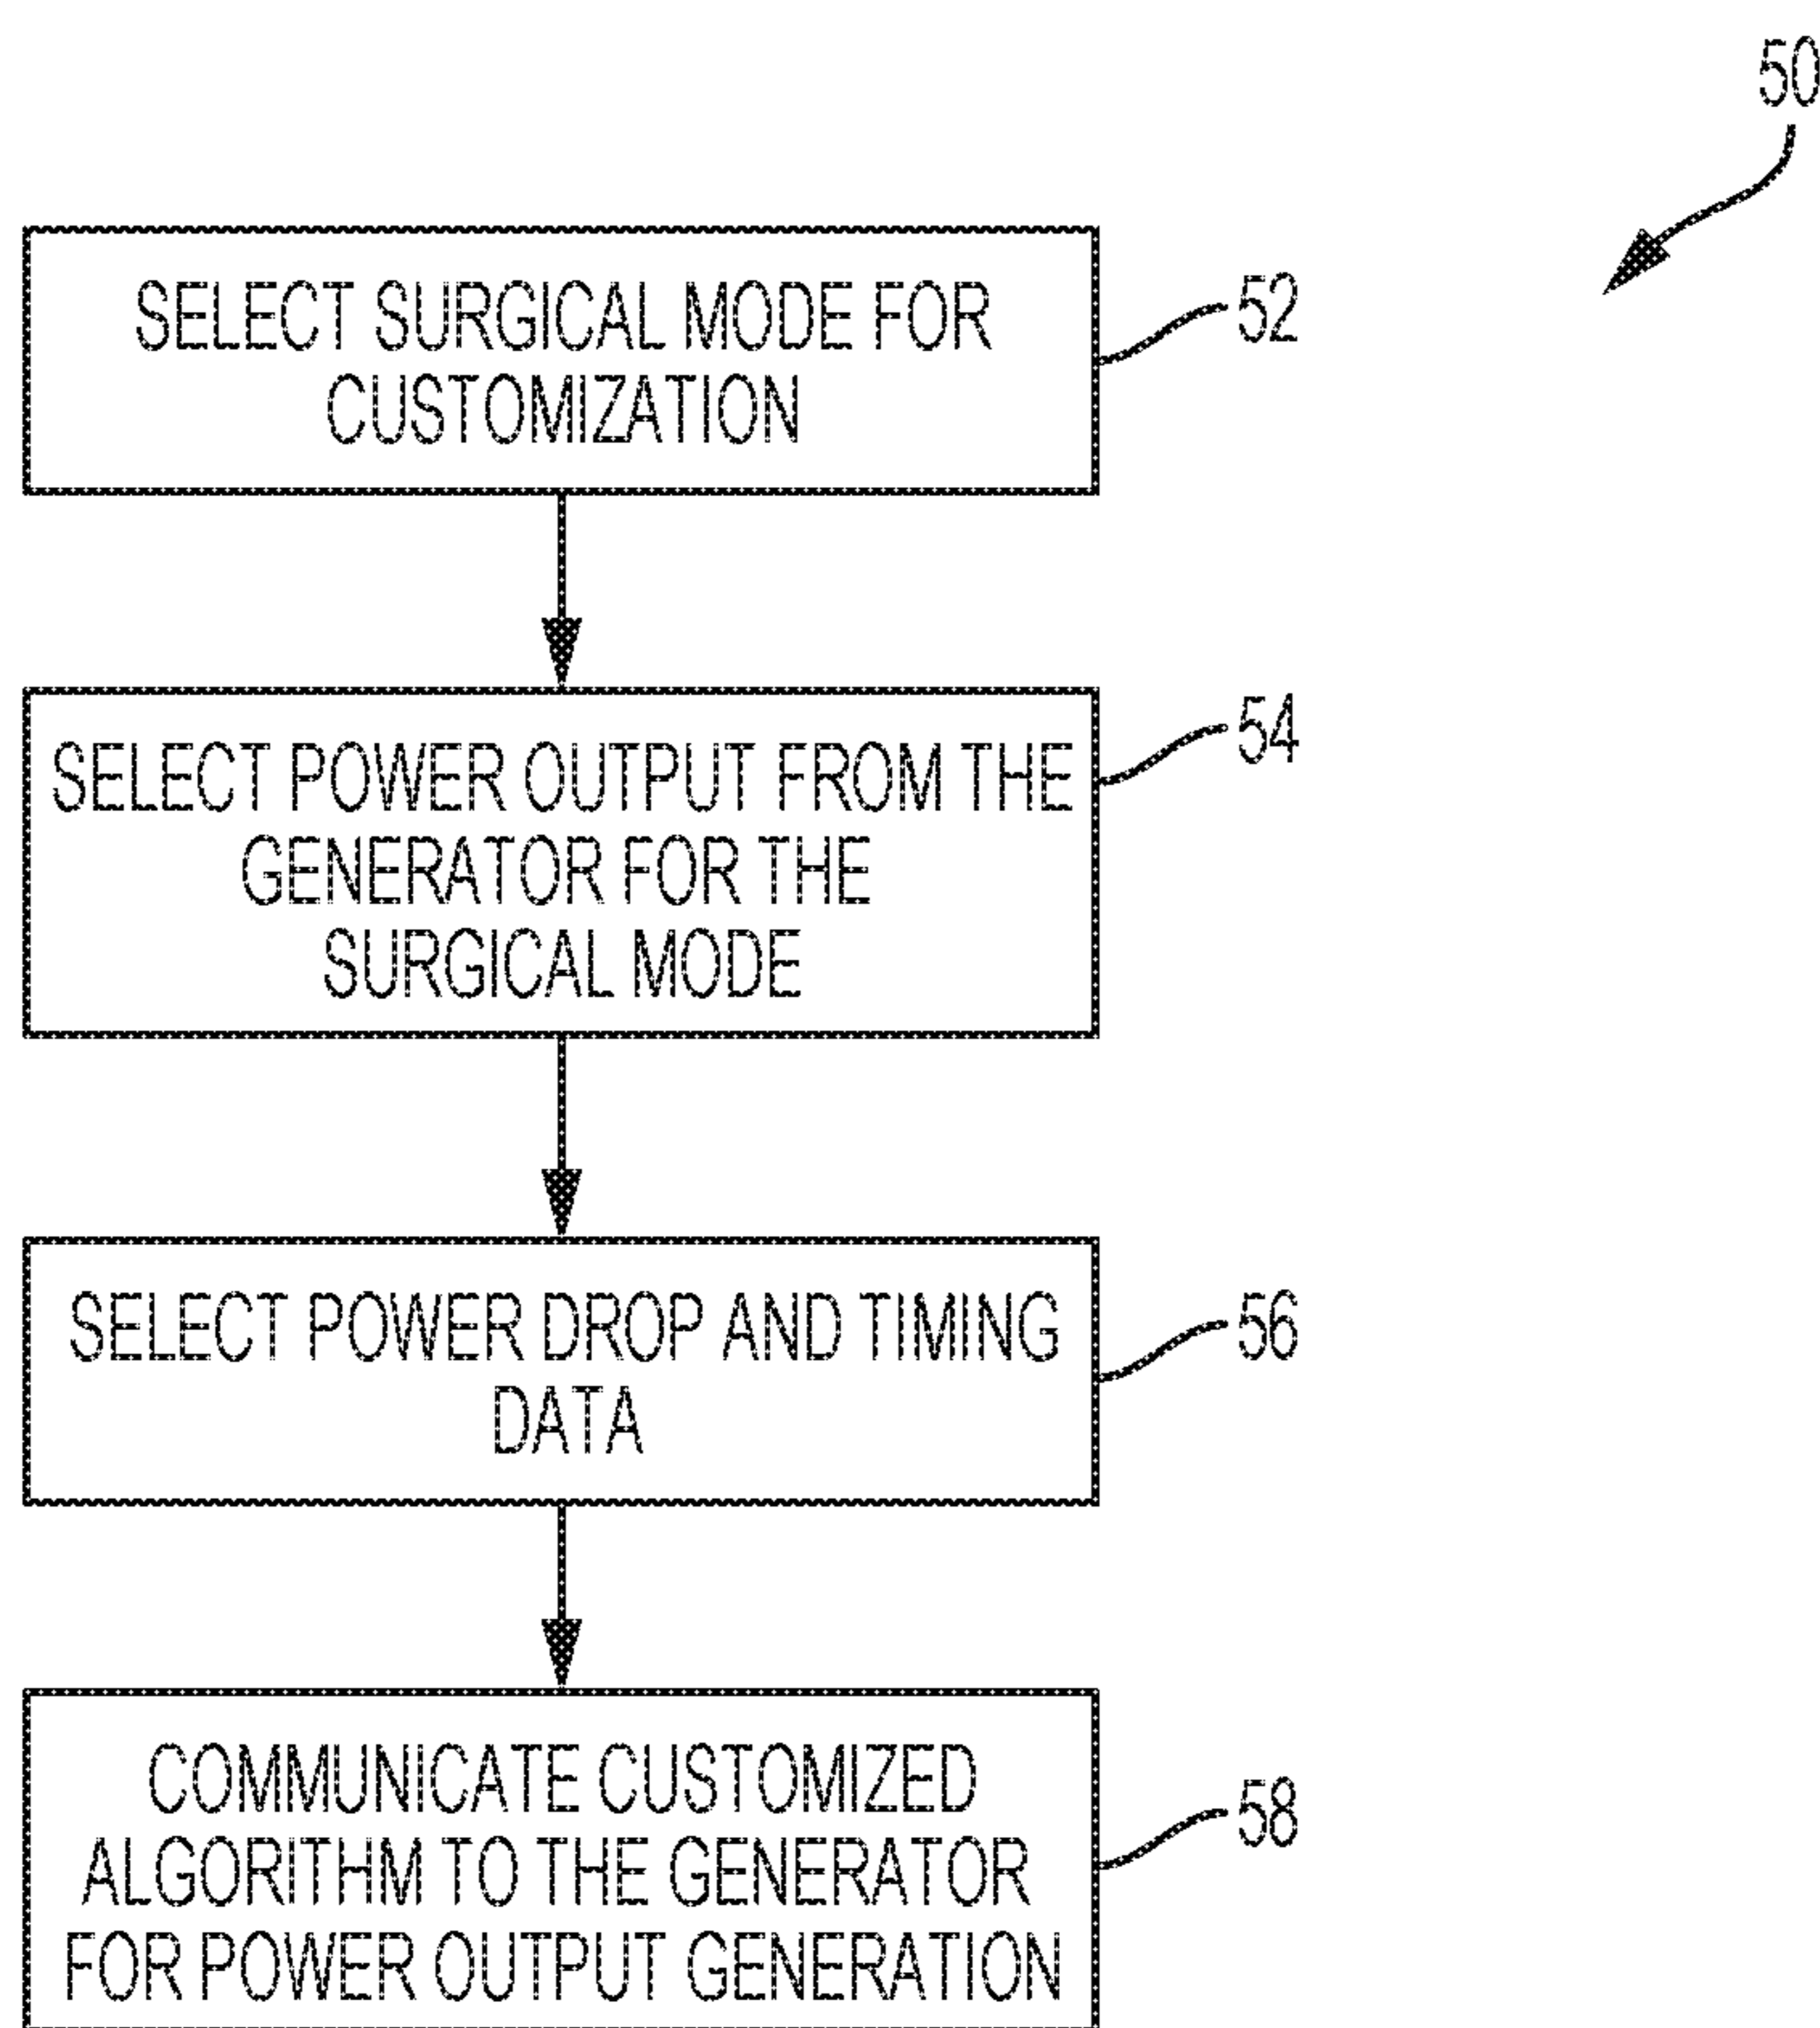 50
SELECT SURGICAL MODE FOR
CUSTOMIZATION
52
SELECT POWER OUTPUT FROM THE
GENERATOR FOR THE
SURGICAL MODE
54
SELECT POWER DROP AND TIMING
DATA
56
COMMUNICATE CUSTOMIZED
ALGORITHM TO THE GENERATOR
FOR POWER OUTPUT GENERATION
58